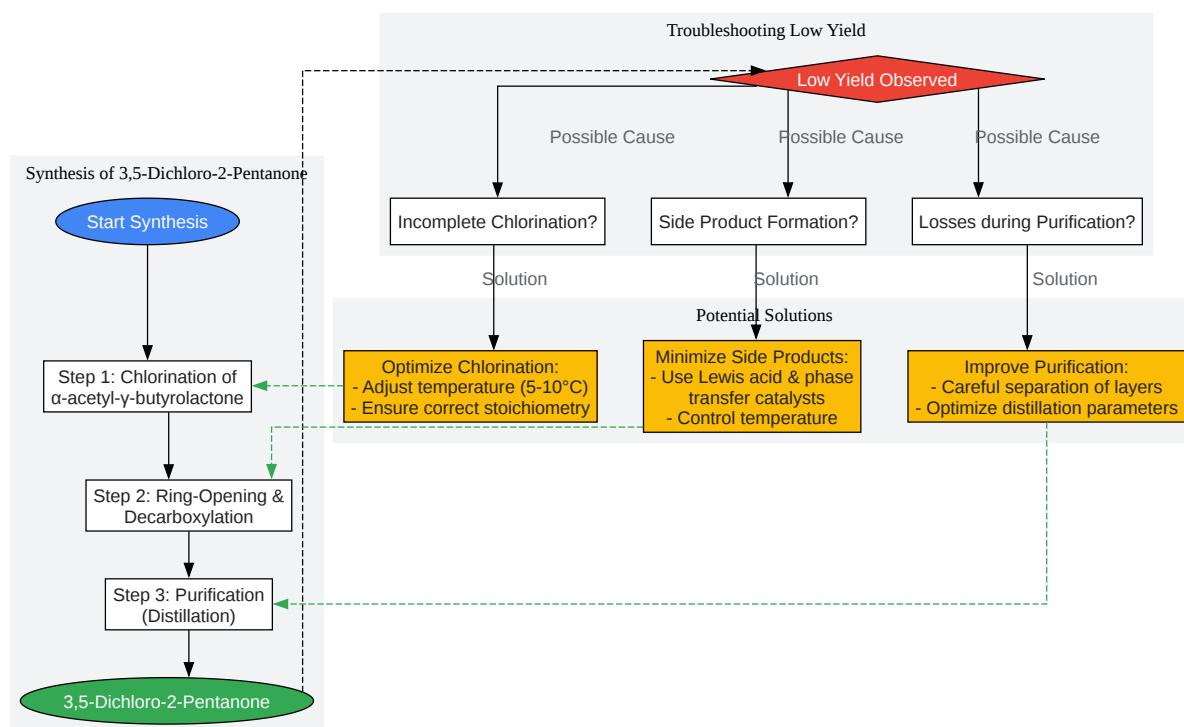 Troubleshooting Low Yield
Low Yield Observed
Possible Cause
Possible Cause
Possible Cause
Synthesis of 3,5-Dichloro-2-Pentanone
Start Synthesis
Incomplete Chlorination?
Side Product Formation?
Losses during Purification?
Solution
Solution
Solution
Potential Solutions
Step 1: Chlorination of
α-acetyl-γ-butyrolactone
Optimize Chlorination:
- Adjust temperature (5-10°C)
- Ensure correct stoichiometry
Minimize Side Products:
- Use Lewis acid & phase
transfer catalysts
- Control temperature
Improve Purification:
- Careful separation of layers
- Optimize distillation parameters
Step 2: Ring-Opening &
Decarboxylation
Step 3: Purification
(Distillation)
3,5-Dichloro-2-Pentanone